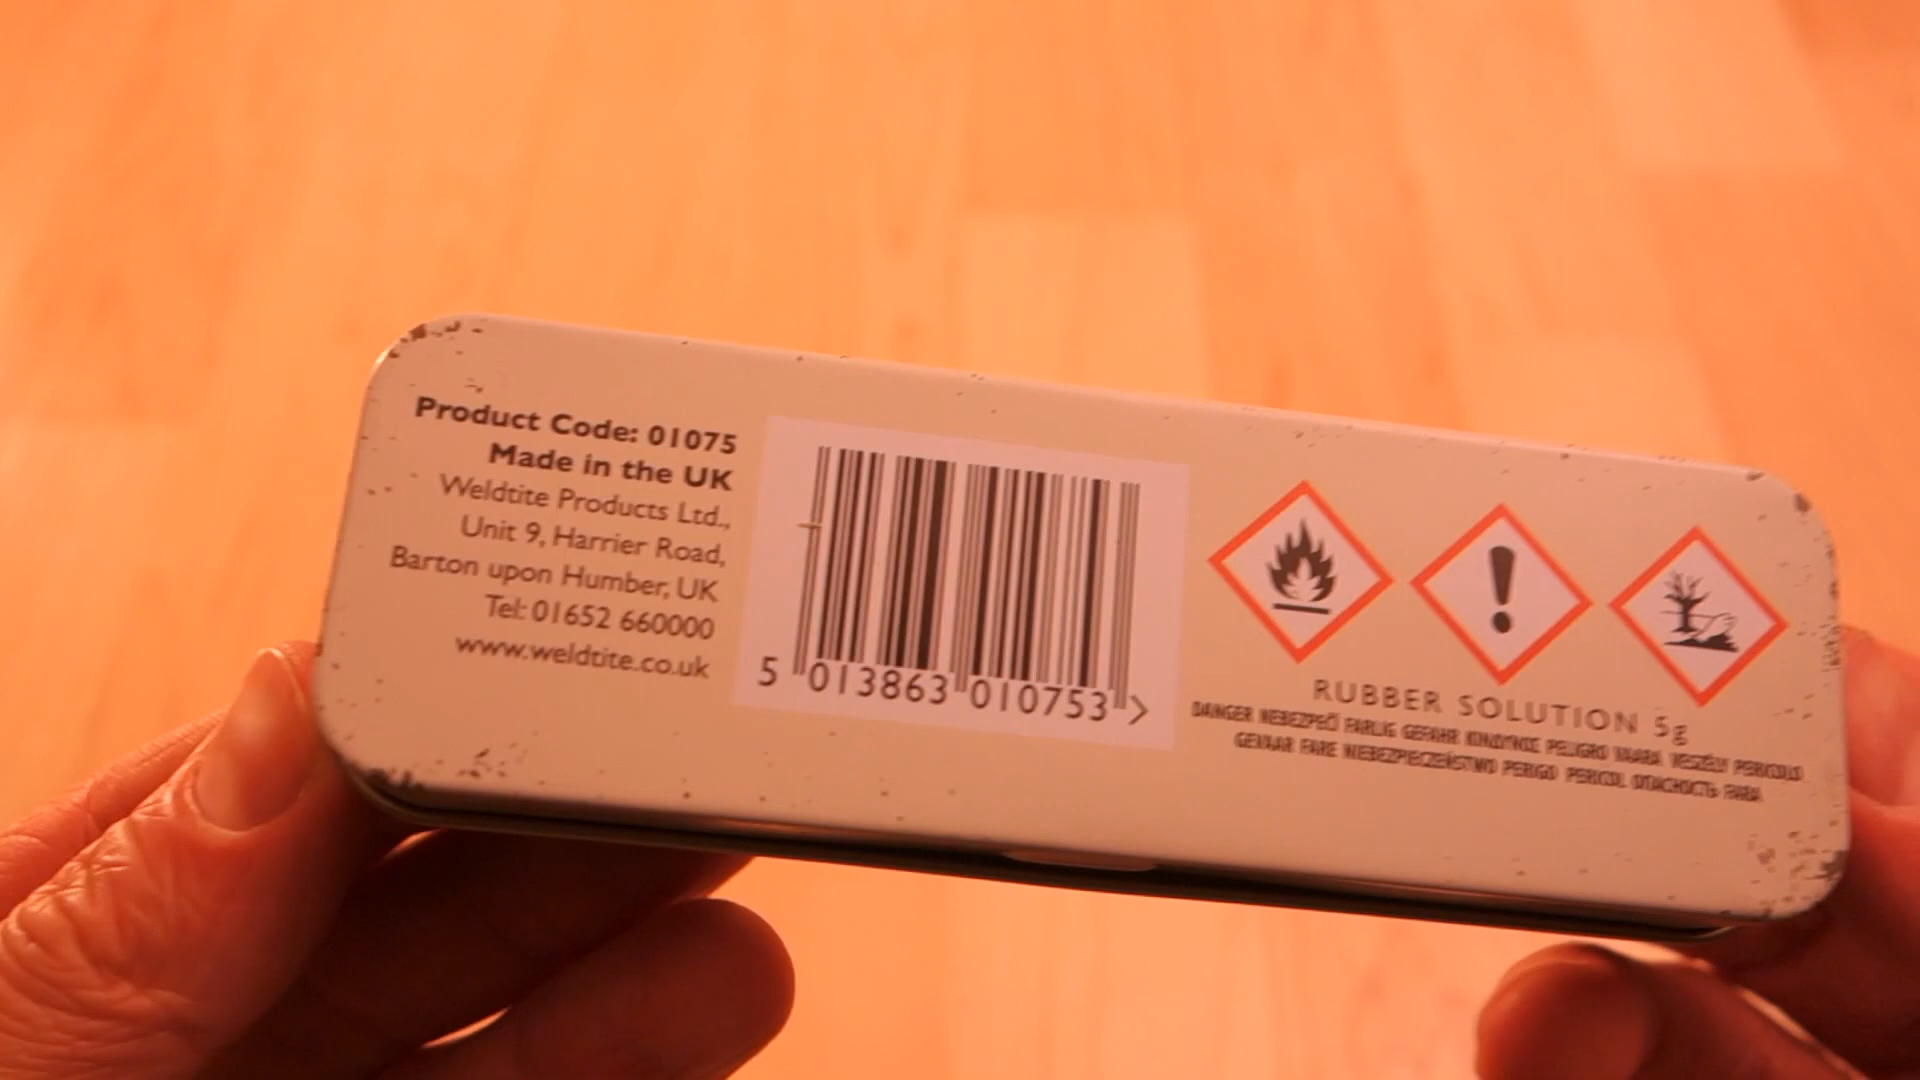 Product Code: 01075
Made in the UK
Weldtite Products Ltd.,
Unit 9, Harrier Road,
Barton upon Humber, UK
Tel: 01652 660000
www.weldtite.co.uk
5 013863 010753 >
RUBBER SOLUTION 5g
DANGER NEBEZPEČÍ FARLIG GEFAHR KINDYNOS PELIGRO VAARA VESZÉLY PERICOLO
GEVAAR FARE NIEBEZPIECZEŃSTWO PERIGO PERICOL OПACHOCTЬ FARA